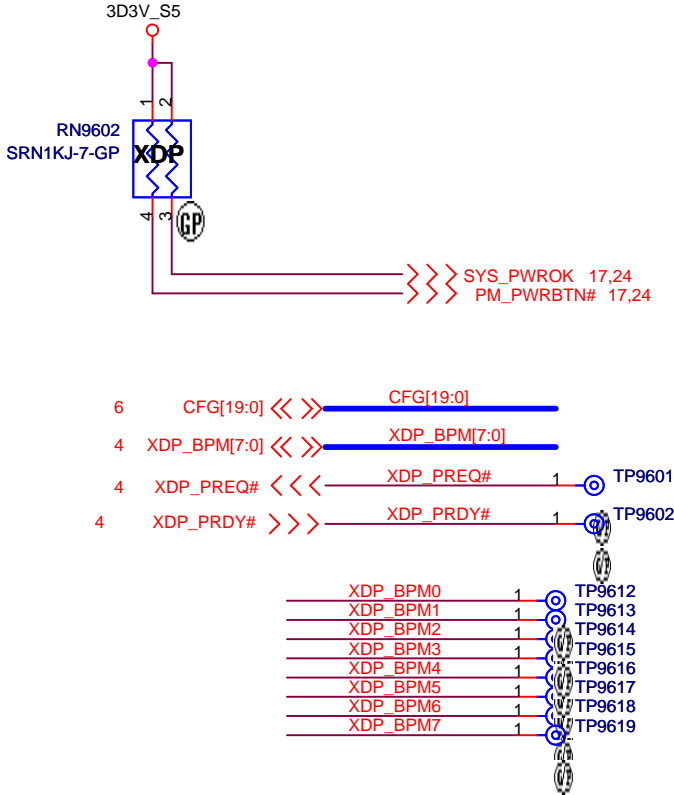 3D3V_S5
1 2
RN9602
SRN1KJ-7-GP
XDP
4 3
GP
SYS_PWROK 17,24
PM_PWRBTN# 17,24
6 CFG[19:0] CFG[19:0]
4 XDP_BPM[7:0] XDP_BPM[7:0]
4 XDP_PREQ# XDP_PREQ# 1 TP9601
4 XDP_PRDY# XDP_PRDY# 1 TP9602
XDP_BPM0 1 TP9612
XDP_BPM1 1 TP9613
XDP_BPM2 1 TP9614
XDP_BPM3 1 TP9615
XDP_BPM4 1 TP9616
XDP_BPM5 1 TP9617
XDP_BPM6 1 TP9618
XDP_BPM7 1 TP9619